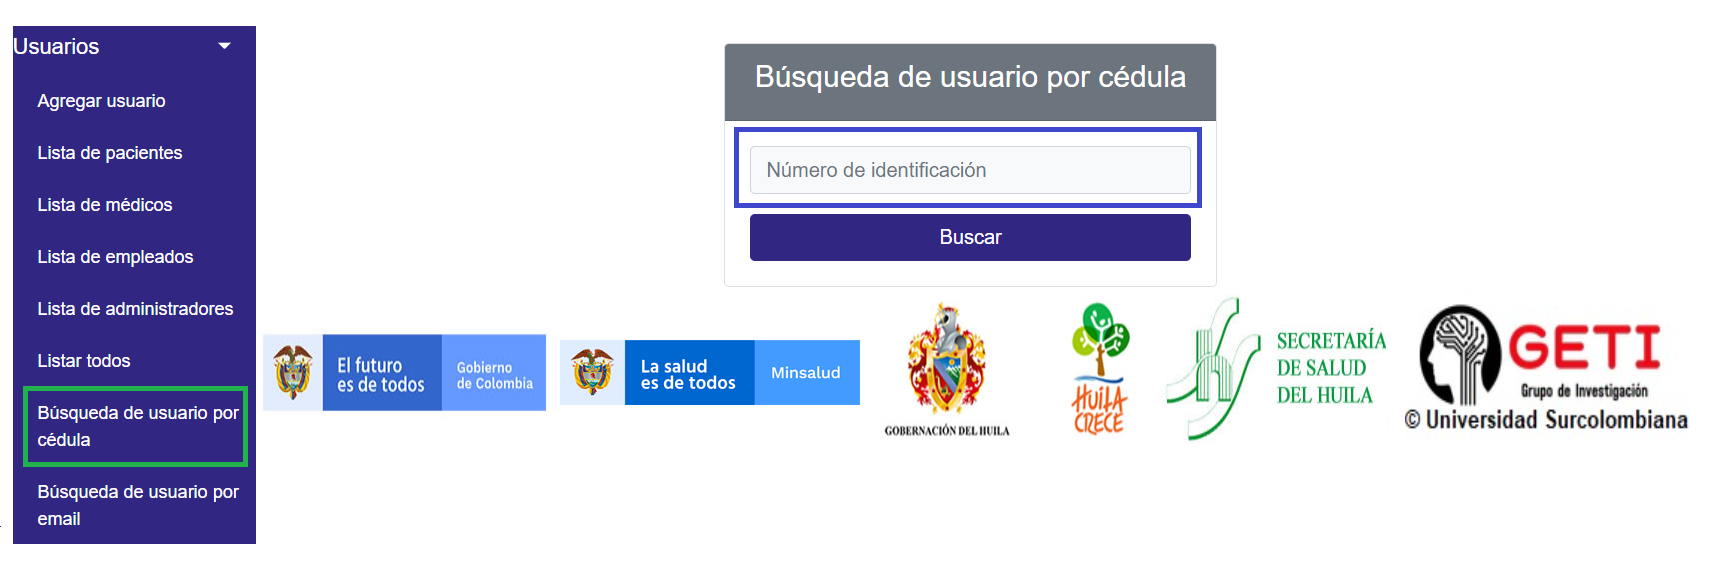 Usuarios
Agregar usuario
Lista de pacientes
Lista de médicos
Lista de empleados
Lista de administradores
Listar todos
Búsqueda de usuario por
cédula
Búsqueda de usuario por
email
Búsqueda de usuario por cédula
Número de identificación
Buscar
El futuro
es de todos
Gobierno
de Colombia
La salud
es de todos
Minsalud
GOBERNACIÓN DEL HUILA
Huila
CRECE
SECRETARÍA
DE SALUD
DEL HUILA
GETI
Grupo de Investigación
© Universidad Surcolombiana